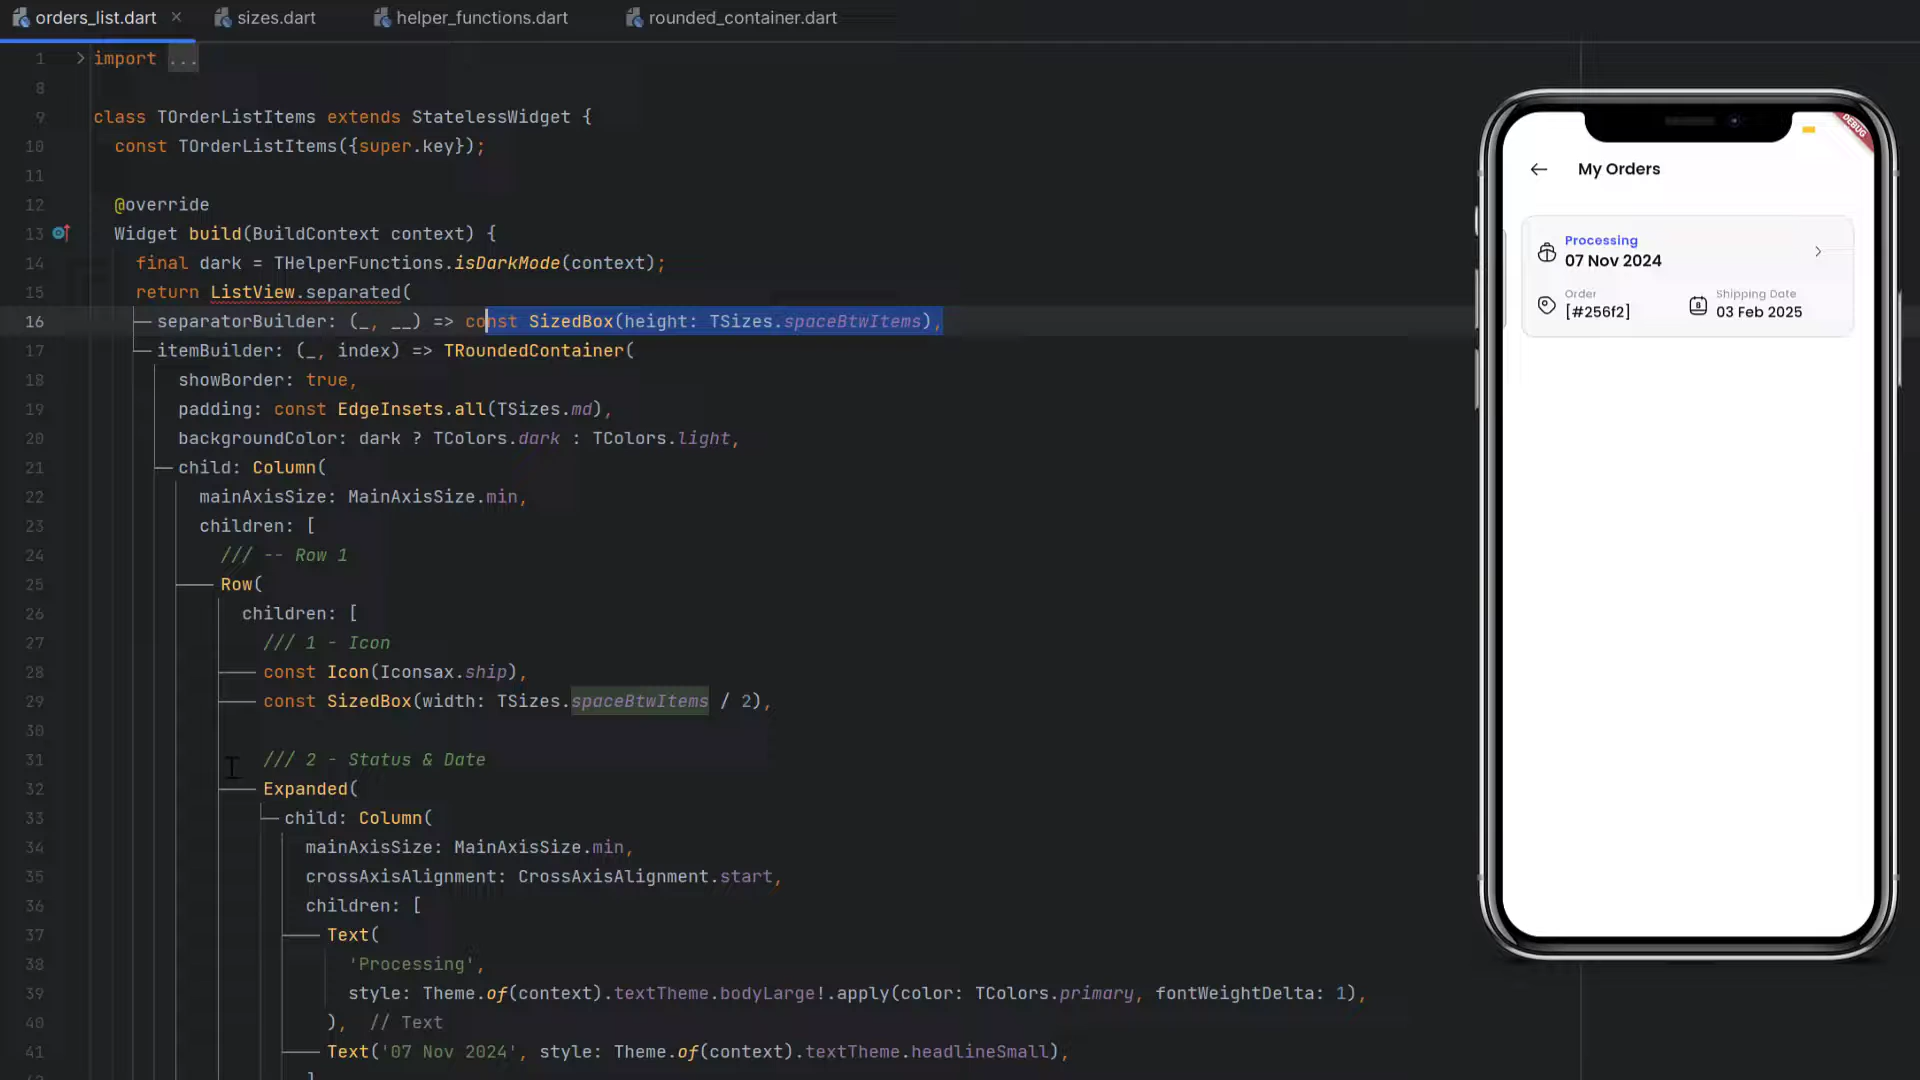 orders_list.dart
sizes.dart
helper_functions.dart
rounded_container.dart
1 import ...
8
9 class TOrderListItems extends StatelessWidget {
10 const TOrderListItems({super.key});
11
12 @override
13 Widget build(BuildContext context) {
14 final dark = THelperFunctions.isDarkMode(context);
15 return ListView.separated(
16 separatorBuilder: (_, __) => const SizedBox(height: TSizes.spaceBtwItems),
17 itemBuilder: (_, index) => TRoundedContainer(
18 showBorder: true,
19 padding: const EdgeInsets.all(TSizes.md),
20 backgroundColor: dark ? TColors.dark : TColors.light,
21 child: Column(
22 mainAxisSize: MainAxisSize.min,
23 children: [
24 /// -- Row 1
25 Row(
26 children: [
27 /// 1 - Icon
28 const Icon(Iconsax.ship),
29 const SizedBox(width: TSizes.spaceBtwItems / 2),
30
31 /// 2 - Status & Date
32 Expanded(
33 child: Column(
34 mainAxisSize: MainAxisSize.min,
35 crossAxisAlignment: CrossAxisAlignment.start,
36 children: [
37 Text(
38 'Processing',
39 style: Theme.of(context).textTheme.bodyLarge!.apply(color: TColors.primary, fontWeightDelta: 1),
40 ), // Text
41 Text('07 Nov 2024', style: Theme.of(context).textTheme.headlineSmall),
DEBUG
My Orders
Processing
07 Nov 2024
Order
[#256f2]
Shipping Date
03 Feb 2025